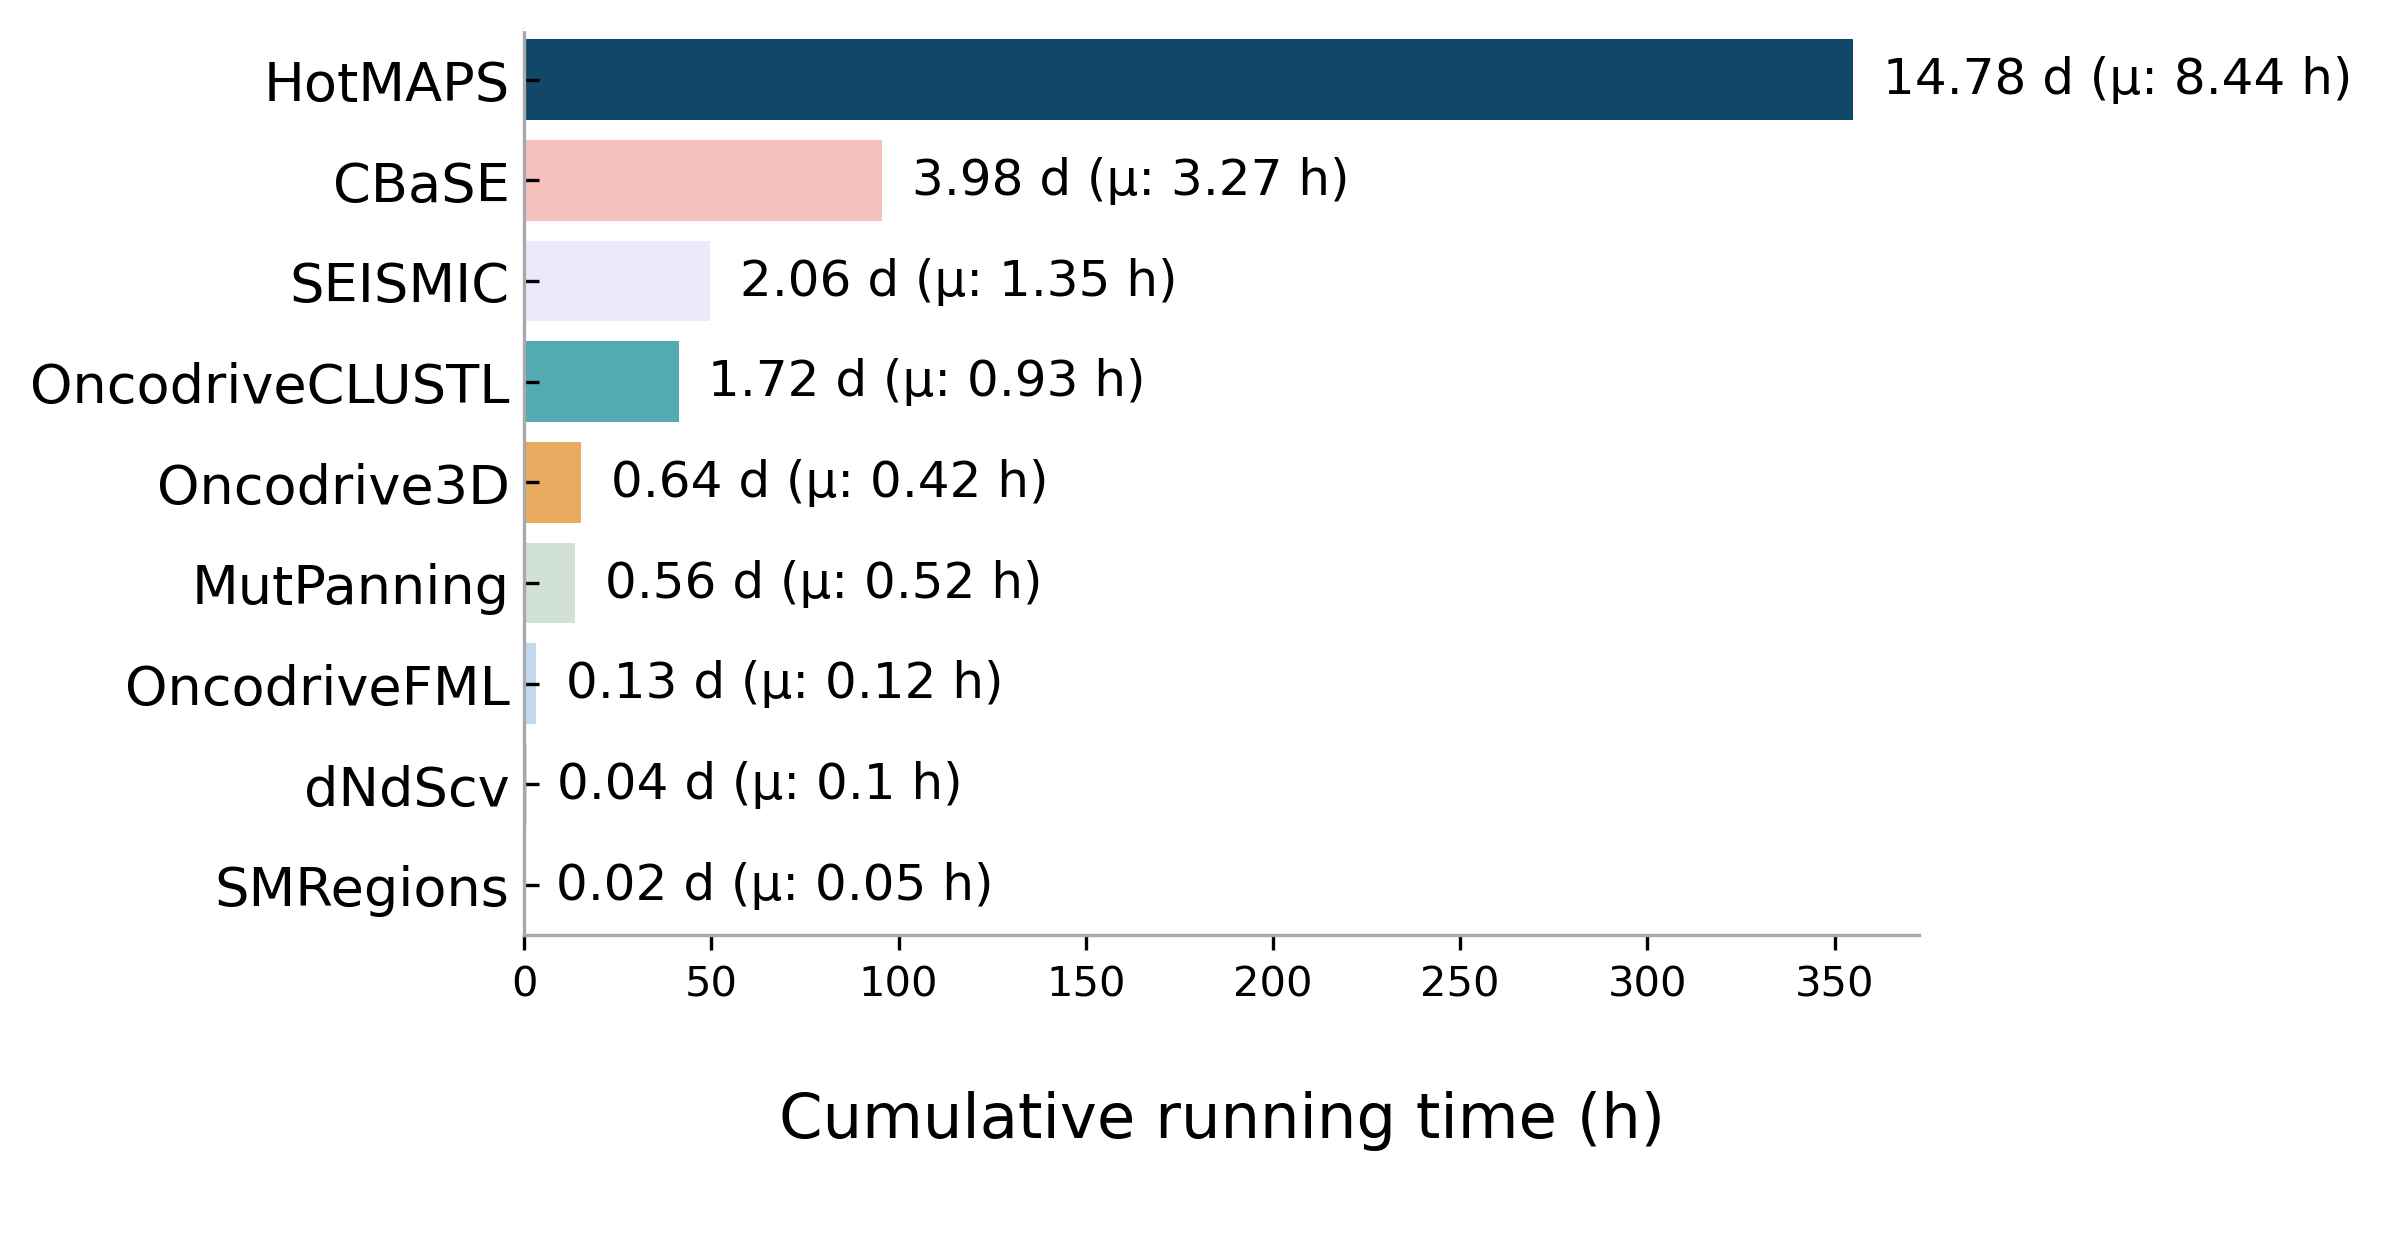 HotMAPS 14.78 d (μ: 8.44 h)
CBaSE 3.98 d (μ: 3.27 h)
SEISMIC 2.06 d (μ: 1.35 h)
OncodriveCLUSTL 1.72 d (μ: 0.93 h)
Oncodrive3D 0.64 d (μ: 0.42 h)
MutPanning 0.56 d (μ: 0.52 h)
OncodriveFML 0.13 d (μ: 0.12 h)
dNdScv 0.04 d (μ: 0.1 h)
SMRegions 0.02 d (μ: 0.05 h)
0 50 100 150 200 250 300 350
Cumulative running time (h)